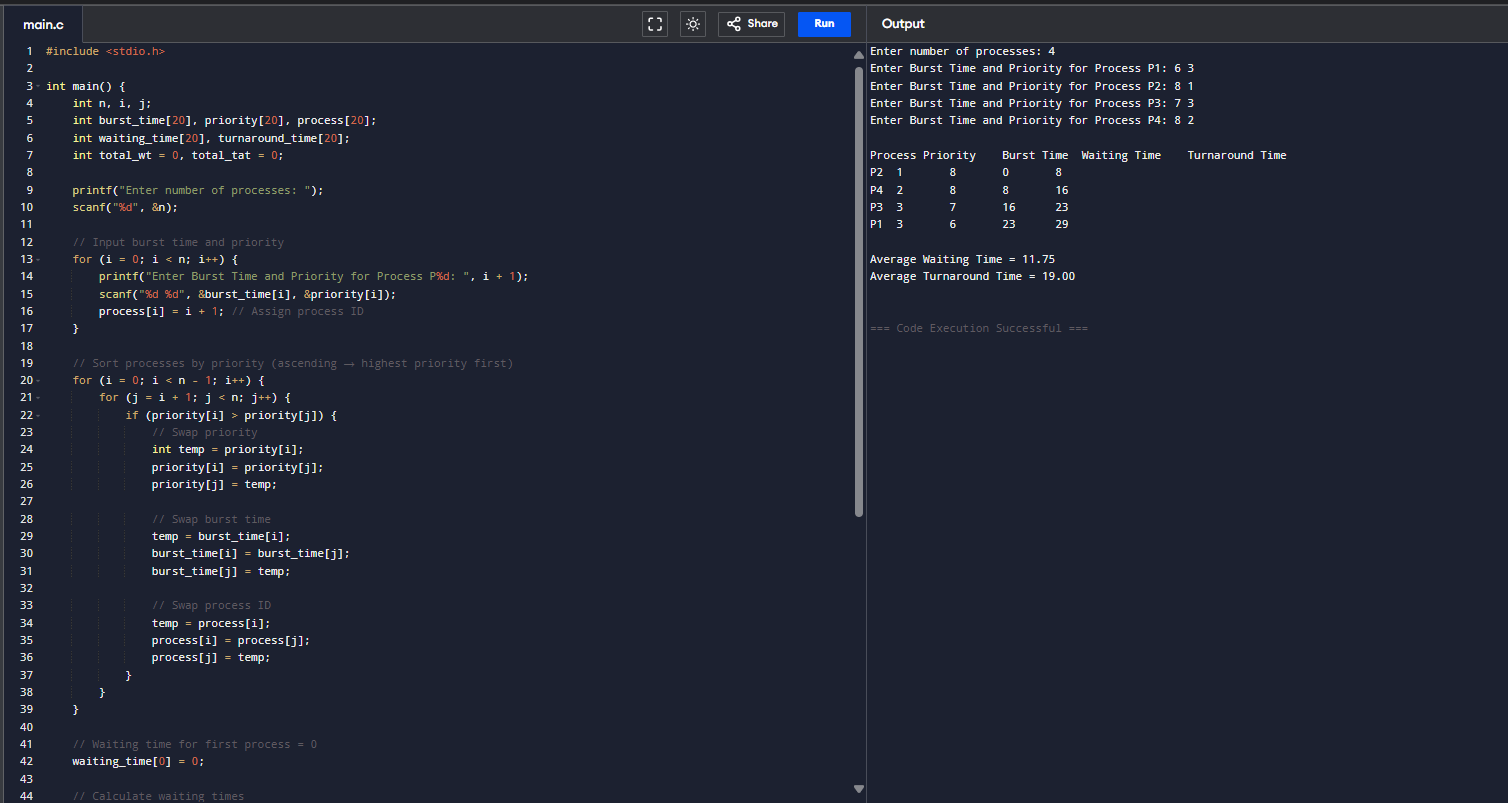 main.c
Share
Run
Output
1 #include <stdio.h>
2
3 int main() {
4 int n, i, j;
5 int burst_time[20], priority[20], process[20];
6 int waiting_time[20], turnaround_time[20];
7 int total_wt = 0, total_tat = 0;
8
9 printf("Enter number of processes: ");
10 scanf("%d", &n);
11
12 // Input burst time and priority
13 for (i = 0; i < n; i++) {
14 printf("Enter Burst Time and Priority for Process P%d: ", i + 1);
15 scanf("%d %d", &burst_time[i], &priority[i]);
16 process[i] = i + 1; // Assign process ID
17 }
18
19 // Sort processes by priority (ascending → highest priority first)
20 for (i = 0; i < n - 1; i++) {
21 for (j = i + 1; j < n; j++) {
22 if (priority[i] > priority[j]) {
23 // Swap priority
24 int temp = priority[i];
25 priority[i] = priority[j];
26 priority[j] = temp;
27
28 // Swap burst time
29 temp = burst_time[i];
30 burst_time[i] = burst_time[j];
31 burst_time[j] = temp;
32
33 // Swap process ID
34 temp = process[i];
35 process[i] = process[j];
36 process[j] = temp;
37 }
38 }
39 }
40
41 // Waiting time for first process = 0
42 waiting_time[0] = 0;
43
44 // Calculate waiting times
Enter number of processes: 4
Enter Burst Time and Priority for Process P1: 6 3
Enter Burst Time and Priority for Process P2: 8 1
Enter Burst Time and Priority for Process P3: 7 3
Enter Burst Time and Priority for Process P4: 8 2
Process Priority Burst Time Waiting Time Turnaround Time
P2 1 8 0 8
P4 2 8 8 16
P3 3 7 16 23
P1 3 6 23 29
Average Waiting Time = 11.75
Average Turnaround Time = 19.00
=== Code Execution Successful ===